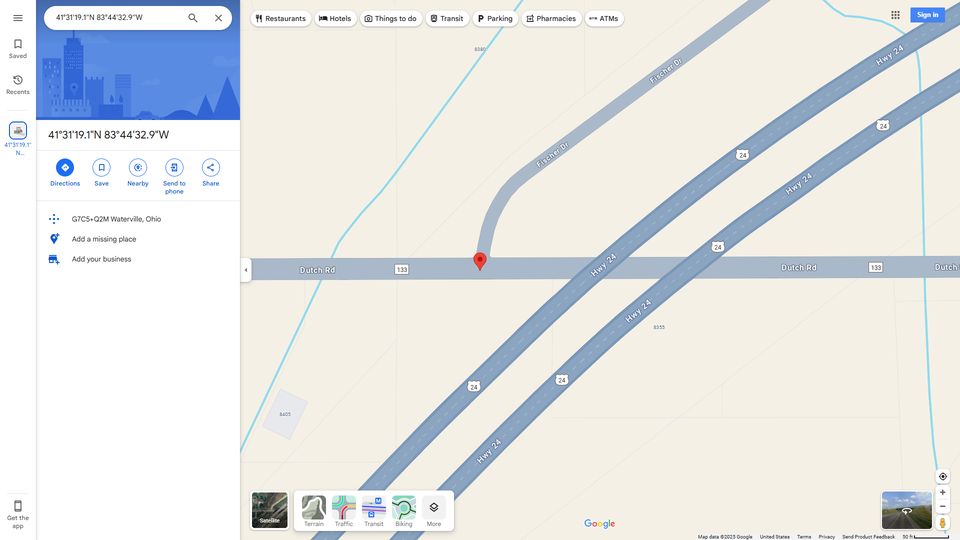 41°31'19.1"N 83°44'32.9"W
Restaurants
Hotels
Things to do
Transit
Parking
Pharmacies
ATMs
Sign in
Saved
Recents
41°31'19.1"
N...
41°31'19.1"N 83°44'32.9"W
Directions
Save
Nearby
Send to
phone
Share
G7C5+Q2M Waterville, Ohio
Add a missing place
Add your business
Get the
app
8380
Fischer Dr
Fischer Dr
Hwy 24
24
24
Hwy 24
24
Dutch Rd
133
Hwy 24
Dutch Rd
133
Dutch
Hwy 24
8355
24
24
8405
Hwy 24
Satellite
Terrain
Traffic
M
Transit
Biking
More
Google
Map data ©2025 Google
United States
Terms
Privacy
Send Product Feedback
50 ft